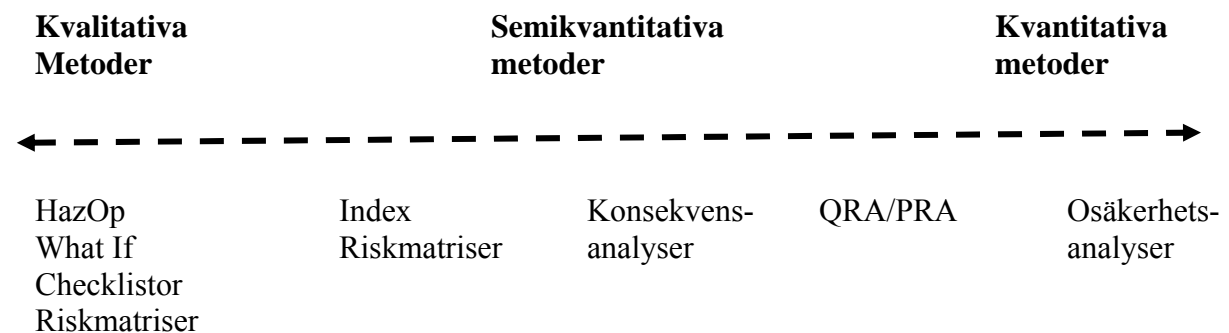 Kvalitativa Semikvantitativa Kvantitativa
Metoder metoder metoder
HazOp Index Konsekvens- QRA/PRA Osäkerhets-
What If Riskmatriser analyser analyser
Checklistor
Riskmatriser